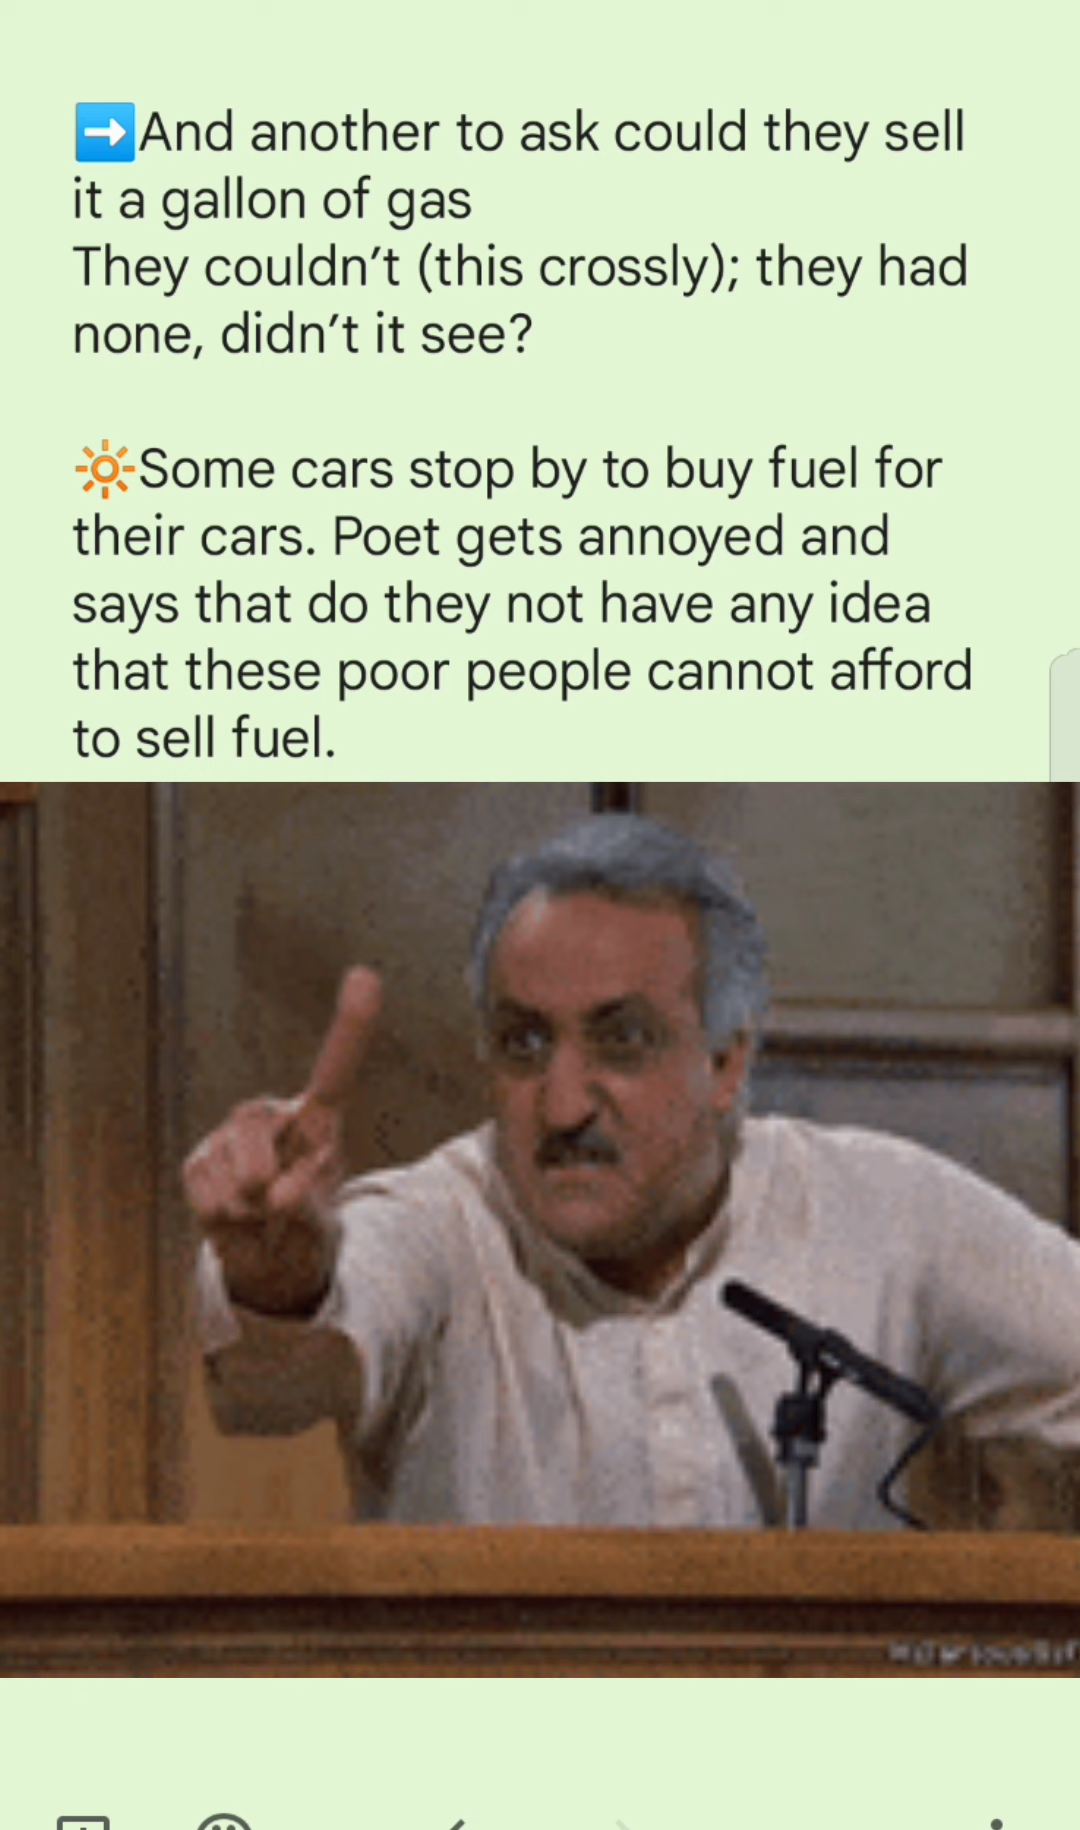 ➡️And another to ask could they sell
it a gallon of gas
They couldn’t (this crossly); they had
none, didn’t it see?
🔆Some cars stop by to buy fuel for
their cars. Poet gets annoyed and
says that do they not have any idea
that these poor people cannot afford
to sell fuel.